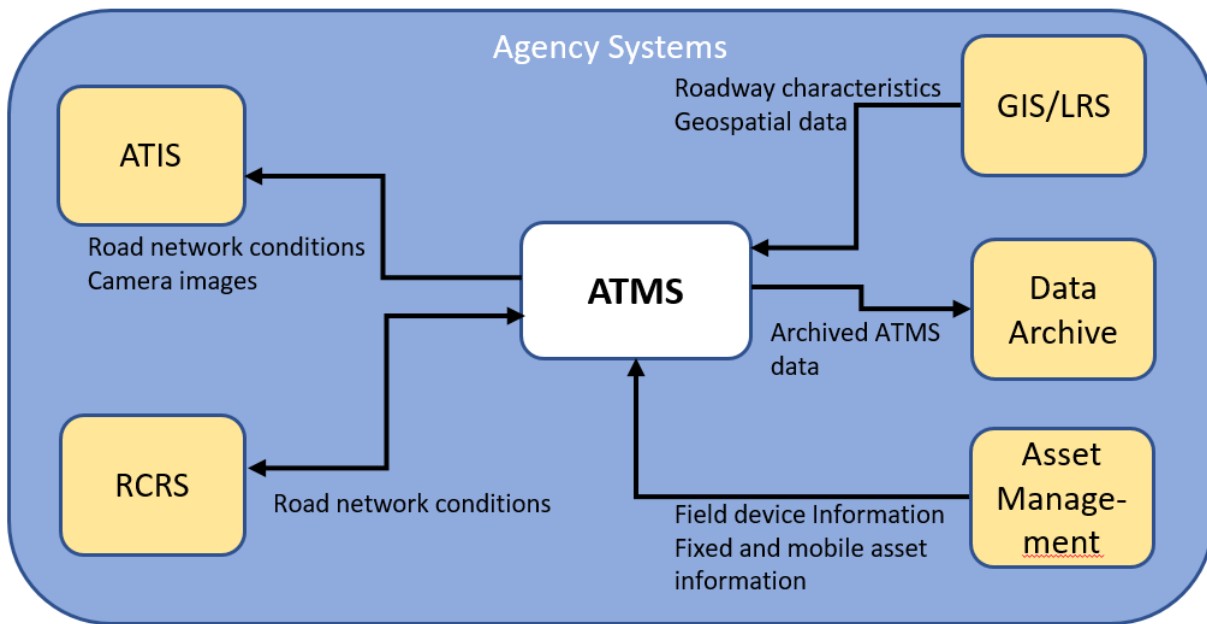 Agency Systems
Roadway characteristics
Geospatial data
GIS/LRS
ATIS
Road network conditions
Camera images
ATMS
Data
Archive
Archived ATMS
data
RCRS
Road network conditions
Asset
Manage-
ment
Field device Information
Fixed and mobile asset
information